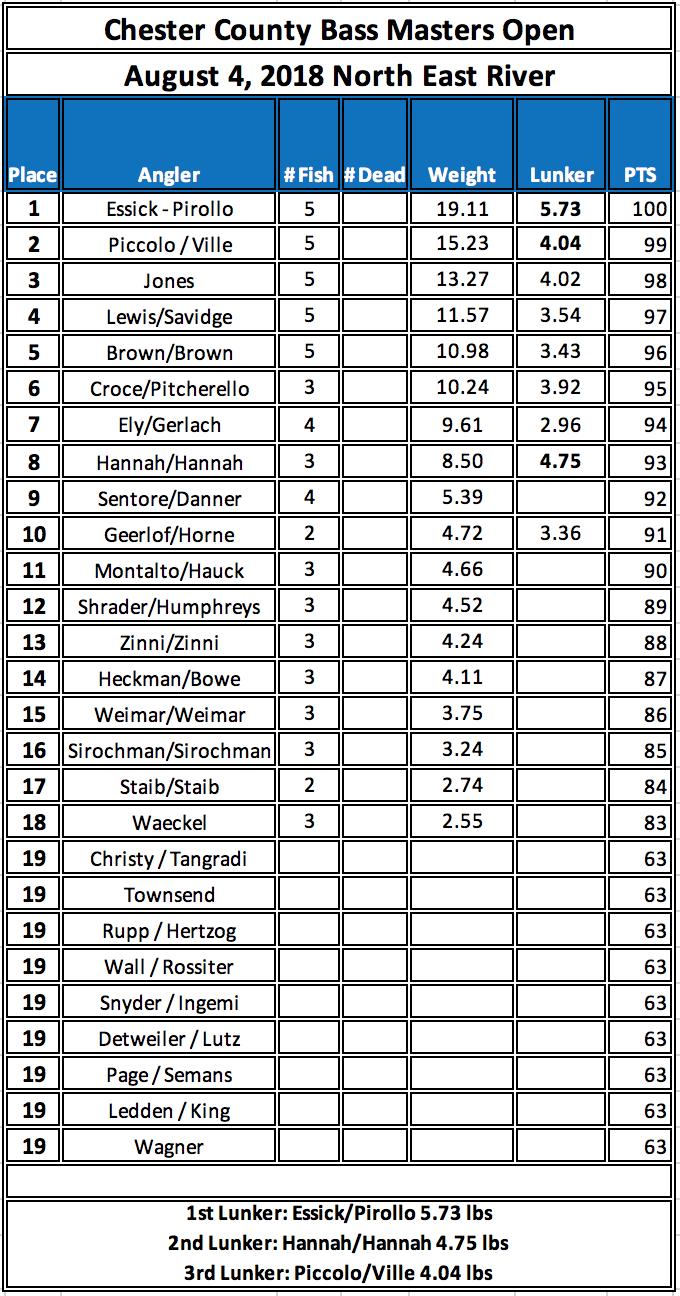 Chester County Bass Masters Open
August 4, 2018 North East River
Place Angler # Fish # Dead Weight Lunker PTS
1 Essick - Pirollo 5 19.11 5.73 100
2 Piccolo / Ville 5 15.23 4.04 99
3 Jones 5 13.27 4.02 98
4 Lewis/Savidge 5 11.57 3.54 97
5 Brown/Brown 5 10.98 3.43 96
6 Croce/Pitcherello 3 10.24 3.92 95
7 Ely/Gerlach 4 9.61 2.96 94
8 Hannah/Hannah 3 8.50 4.75 93
9 Sentore/Danner 4 5.39 92
10 Geerlof/Horne 2 4.72 3.36 91
11 Montalto/Hauck 3 4.66 90
12 Shrader/Humphreys 3 4.52 89
13 Zinni/Zinni 3 4.24 88
14 Heckman/Bowe 3 4.11 87
15 Weimar/Weimar 3 3.75 86
16 Sirochman/Sirochman 3 3.24 85
17 Staib/Staib 2 2.74 84
18 Waeckel 3 2.55 83
19 Christy / Tangradi 63
19 Townsend 63
19 Rupp / Hertzog 63
19 Wall / Rossiter 63
19 Snyder / Ingemi 63
19 Detweiler / Lutz 63
19 Page / Semans 63
19 Ledden / King 63
19 Wagner 63
1st Lunker: Essick/Pirollo 5.73 lbs
2nd Lunker: Hannah/Hannah 4.75 lbs
3rd Lunker: Piccolo/Ville 4.04 lbs